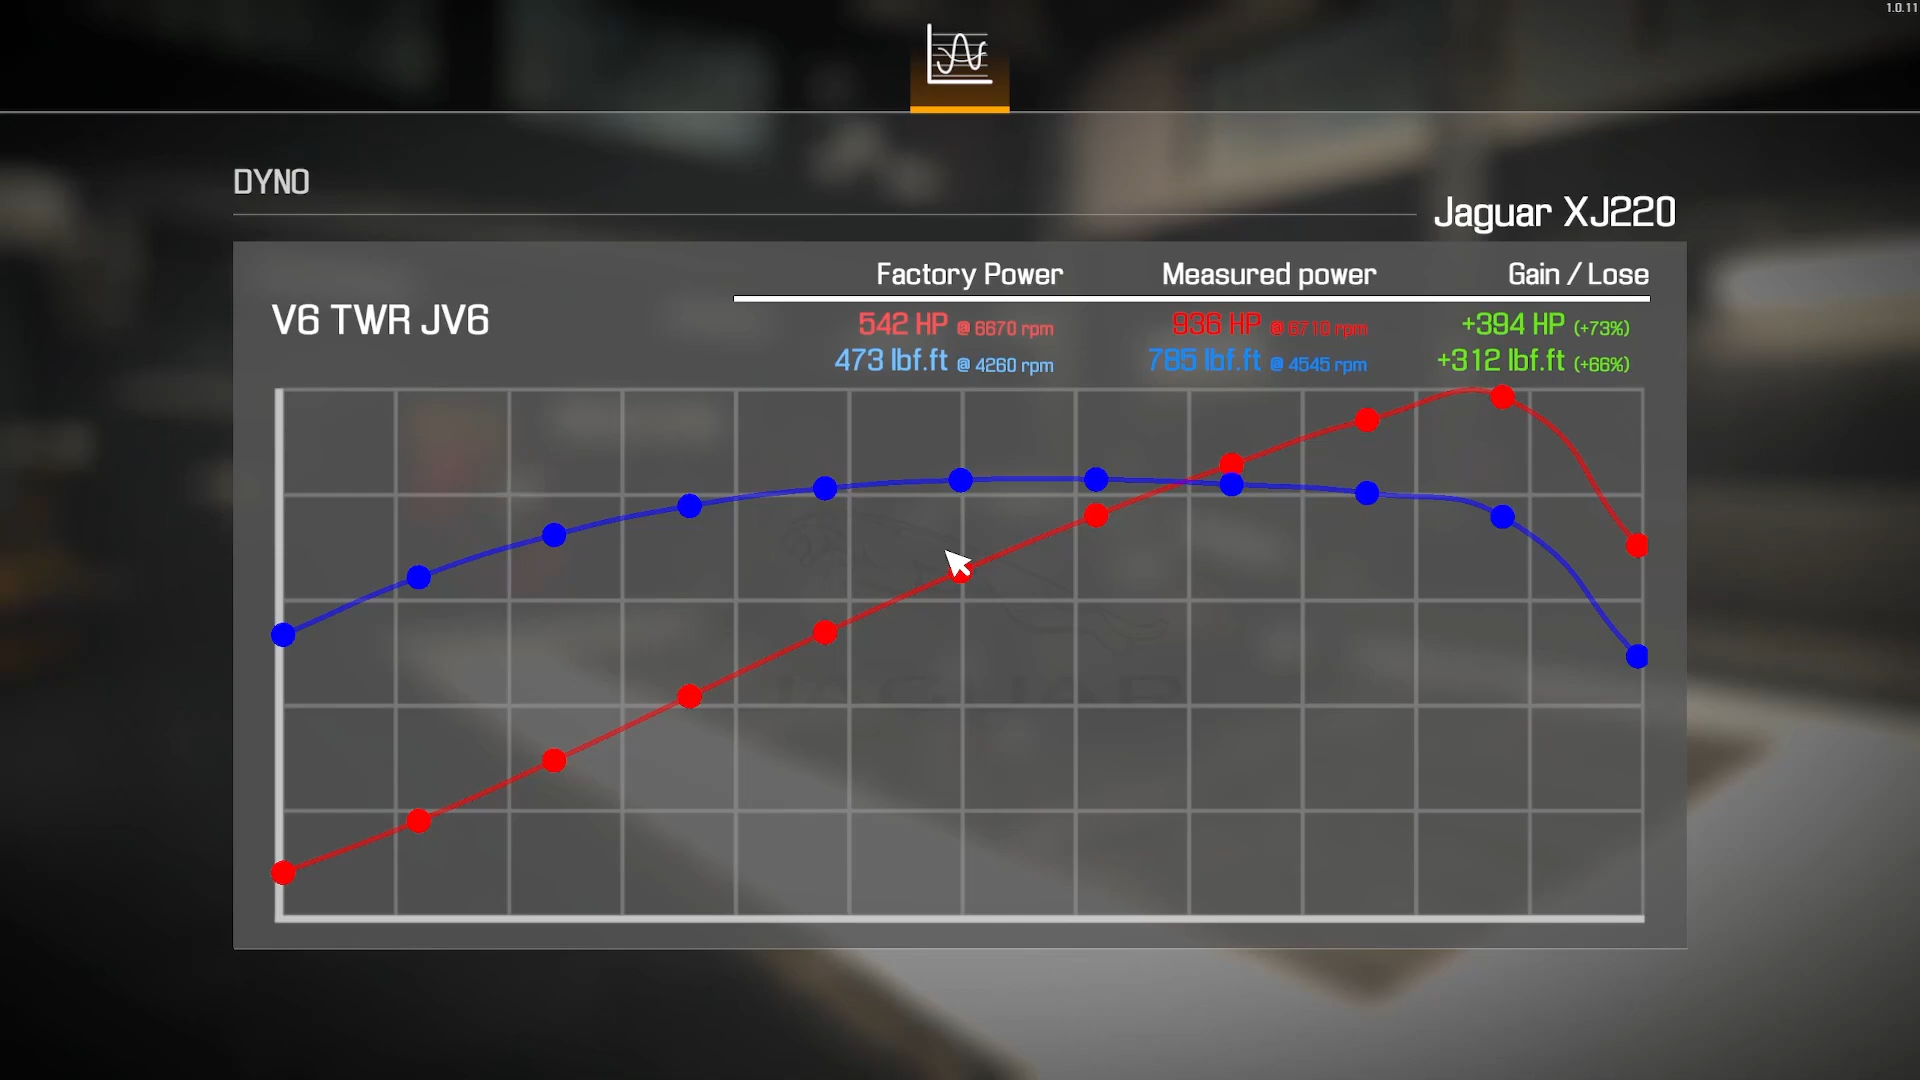 1.0.11
DYNO
Jaguar XJ220
Factory Power Measured power Gain / Lose
V6 TWR JV6
542 HP @ 6670 rpm 936 HP @ 6710 rpm +394 HP (+73%)
473 lbf.ft @ 4260 rpm 785 lbf.ft @ 4545 rpm +312 lbf.ft (+66%)
JAGUAR